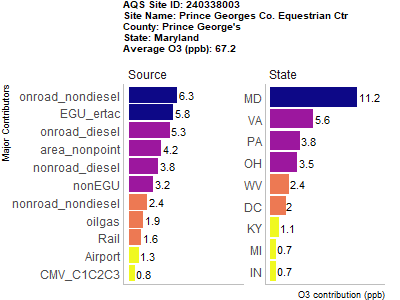 AQS Site ID: 240338003
Site Name: Prince Georges Co. Equestrian Ctr
County: Prince George's
State: Maryland
Average O3 (ppb): 67.2
Major Contributors
Source
onroad_nondiesel 6.3
EGU_ertac 5.8
onroad_diesel 5.3
area_nonpoint 4.2
nonroad_diesel 3.8
nonEGU 3.2
nonroad_nondiesel 2.4
oilgas 1.9
Rail 1.6
Airport 1.3
CMV_C1C2C3 0.8
State
MD 11.2
VA 5.6
PA 3.8
OH 3.5
WV 2.4
DC 2
KY 1.1
MI 0.7
IN 0.7
O3 contribution (ppb)